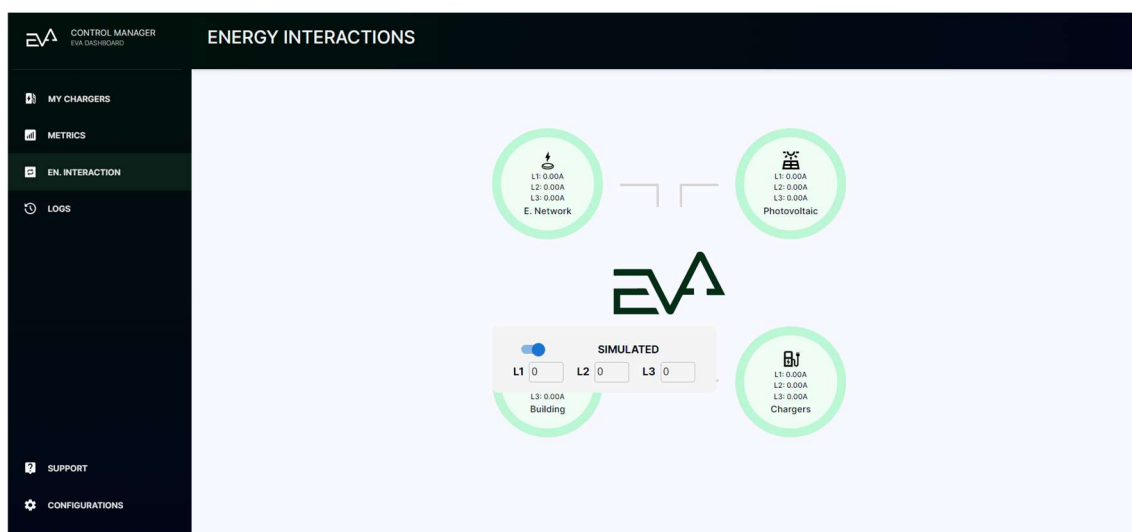 EVA
CONTROL MANAGER
EVA DASHBOARD
ENERGY INTERACTIONS
MY CHARGERS
METRICS
EN. INTERACTION
LOGS
SUPPORT
CONFIGURATIONS
L1: 0.00A
L2: 0.00A
L3: 0.00A
E. Network
L1: 0.00A
L2: 0.00A
L3: 0.00A
Photovoltaic
EVA
SIMULATED
L1 0 L2 0 L3 0
L3: 0.00A
Building
L1: 0.00A
L2: 0.00A
L3: 0.00A
Chargers